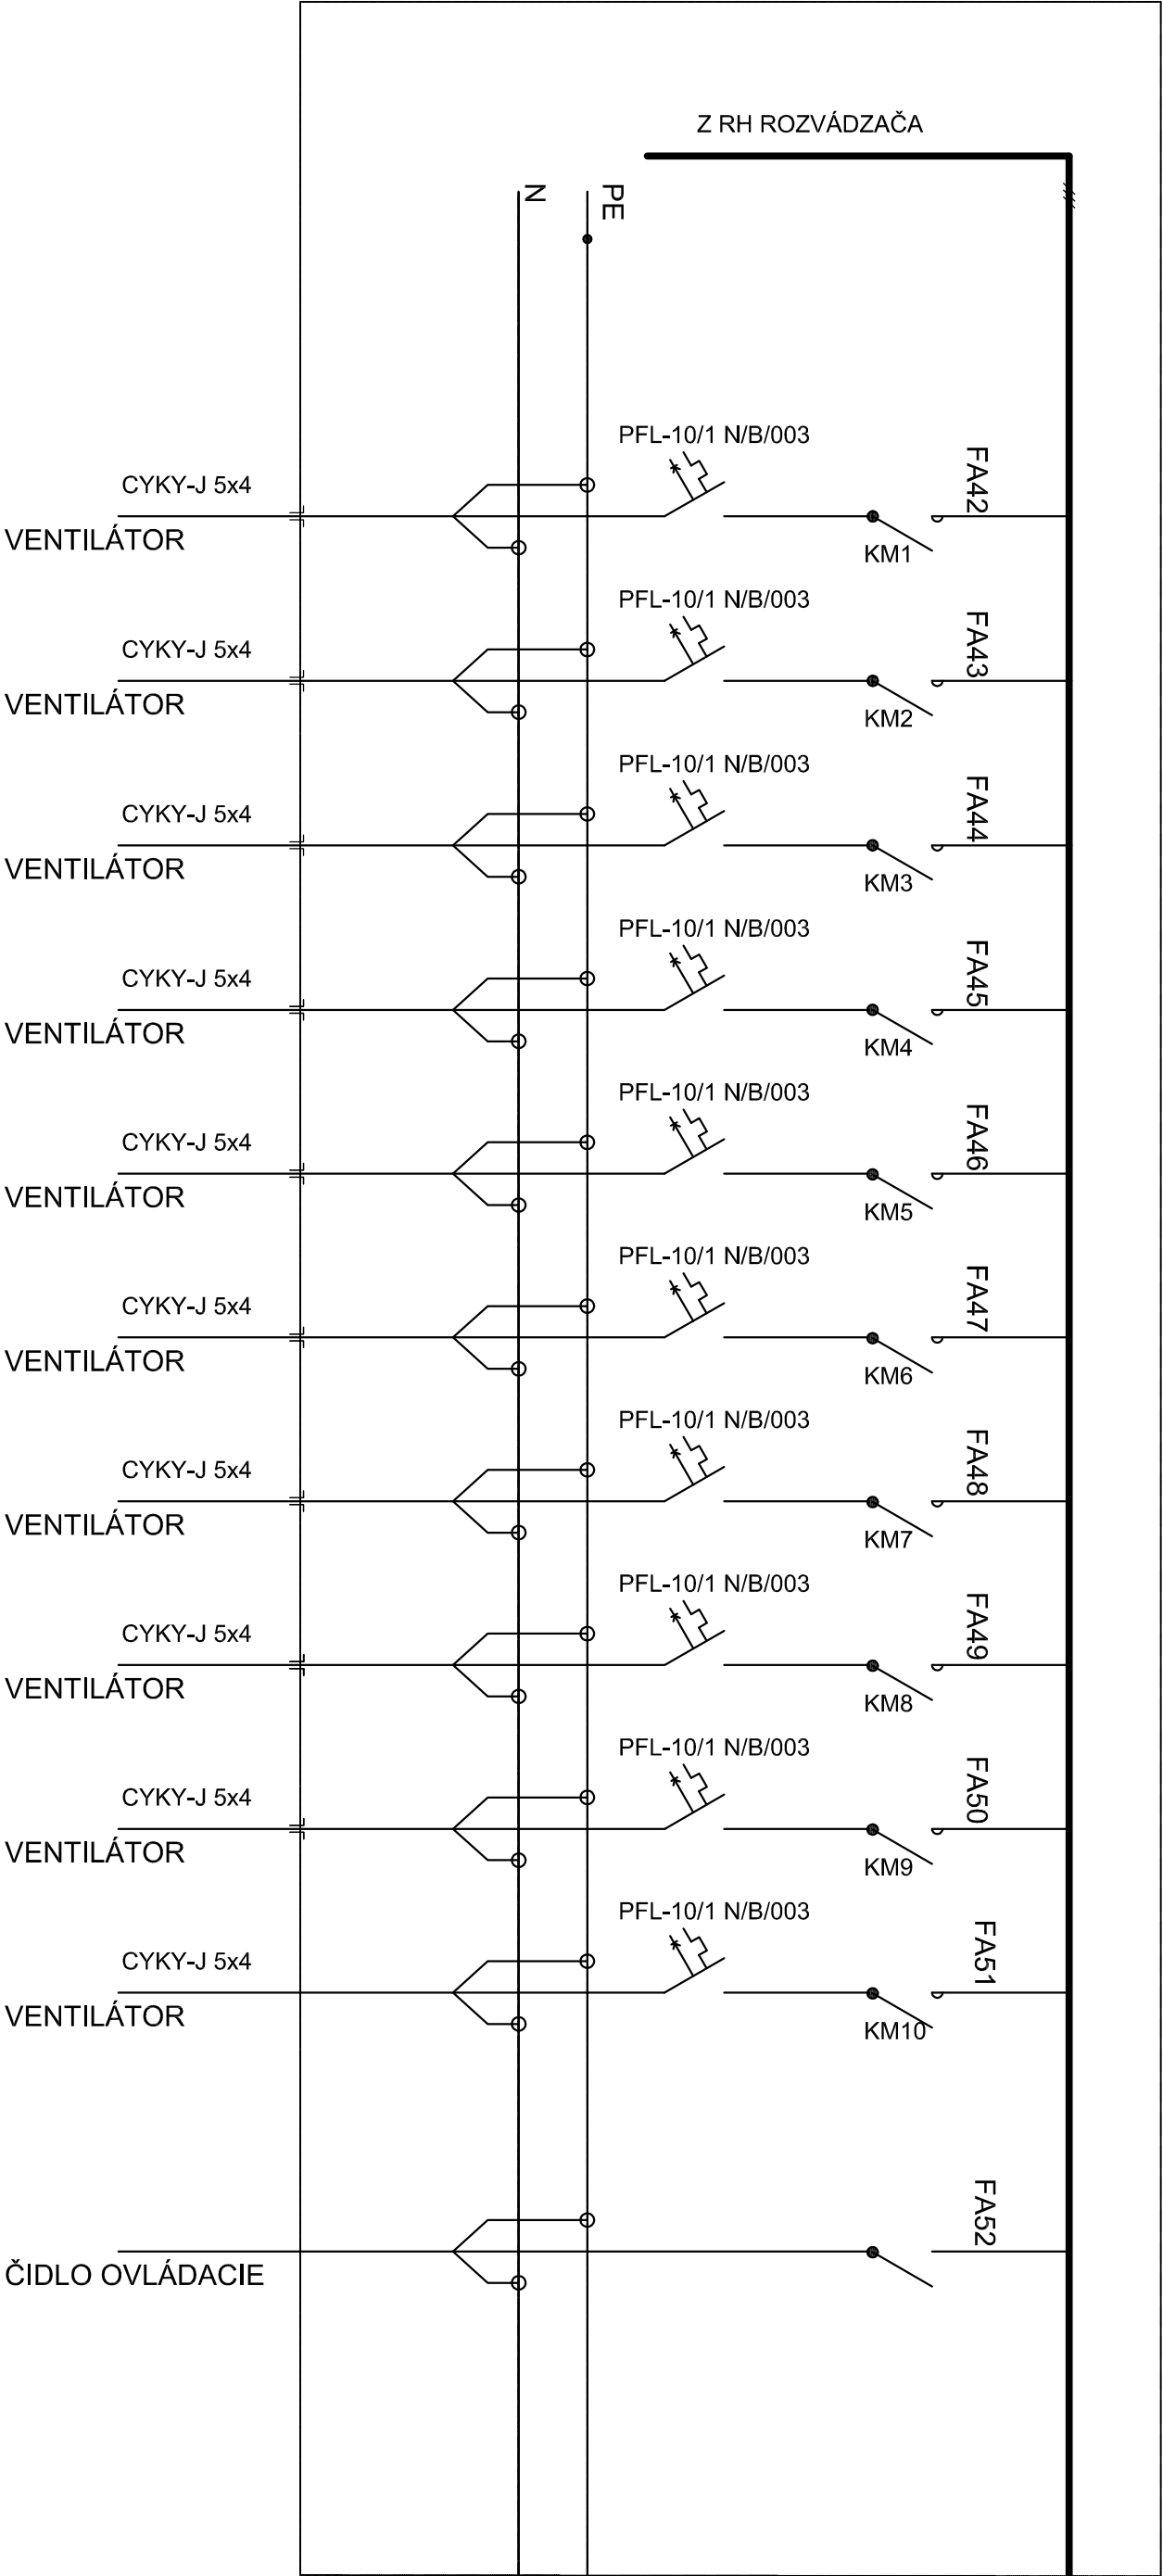 Z RH ROZVÁDZAČA
N
PE
PFL-10/1 N/B/003
FA42
CYKY-J 5x4
VENTILÁTOR
KM1
PFL-10/1 N/B/003
FA43
CYKY-J 5x4
VENTILÁTOR
KM2
PFL-10/1 N/B/003
FA44
CYKY-J 5x4
VENTILÁTOR
KM3
PFL-10/1 N/B/003
FA45
CYKY-J 5x4
VENTILÁTOR
KM4
PFL-10/1 N/B/003
FA46
CYKY-J 5x4
VENTILÁTOR
KM5
PFL-10/1 N/B/003
FA47
CYKY-J 5x4
VENTILÁTOR
KM6
PFL-10/1 N/B/003
FA48
CYKY-J 5x4
VENTILÁTOR
KM7
PFL-10/1 N/B/003
FA49
CYKY-J 5x4
VENTILÁTOR
KM8
PFL-10/1 N/B/003
FA50
CYKY-J 5x4
VENTILÁTOR
KM9
PFL-10/1 N/B/003
FA51
CYKY-J 5x4
VENTILÁTOR
KM10
FA52
ČIDLO OVLÁDACIE